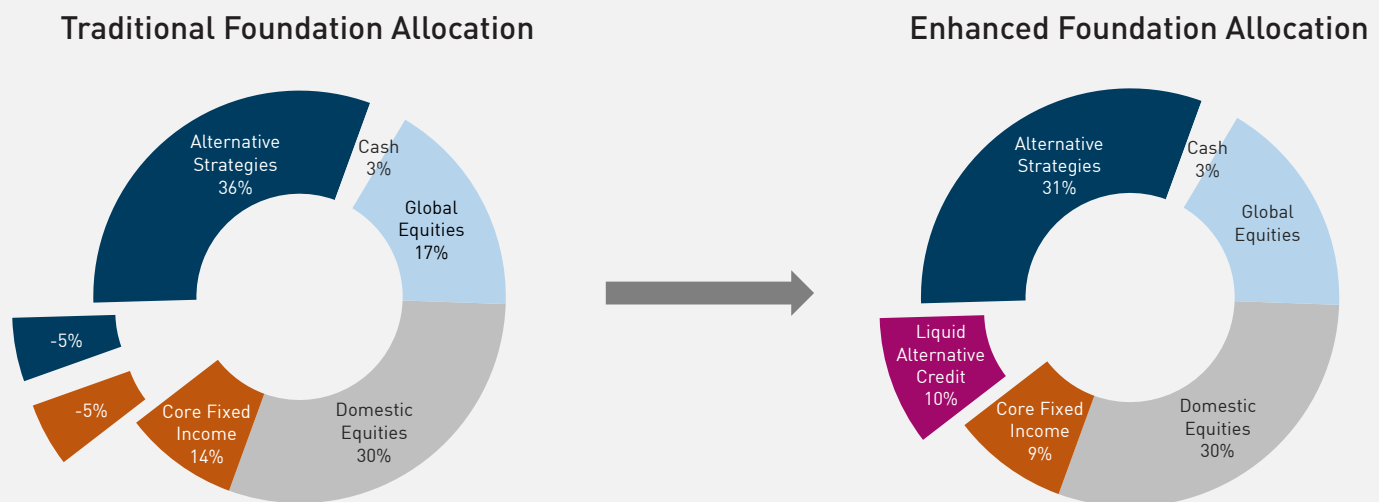 Traditional Foundation Allocation
Alternative
Strategies
36%
Cash
3%
Global
Equities
17%
-5%
-5%
Core Fixed
Income
14%
Domestic
Equities
30%
Enhanced Foundation Allocation
Alternative
Strategies
31%
Cash
3%
Global
Equities
Liquid
Alternative
Credit
10%
Core Fixed
Income
9%
Domestic
Equities
30%